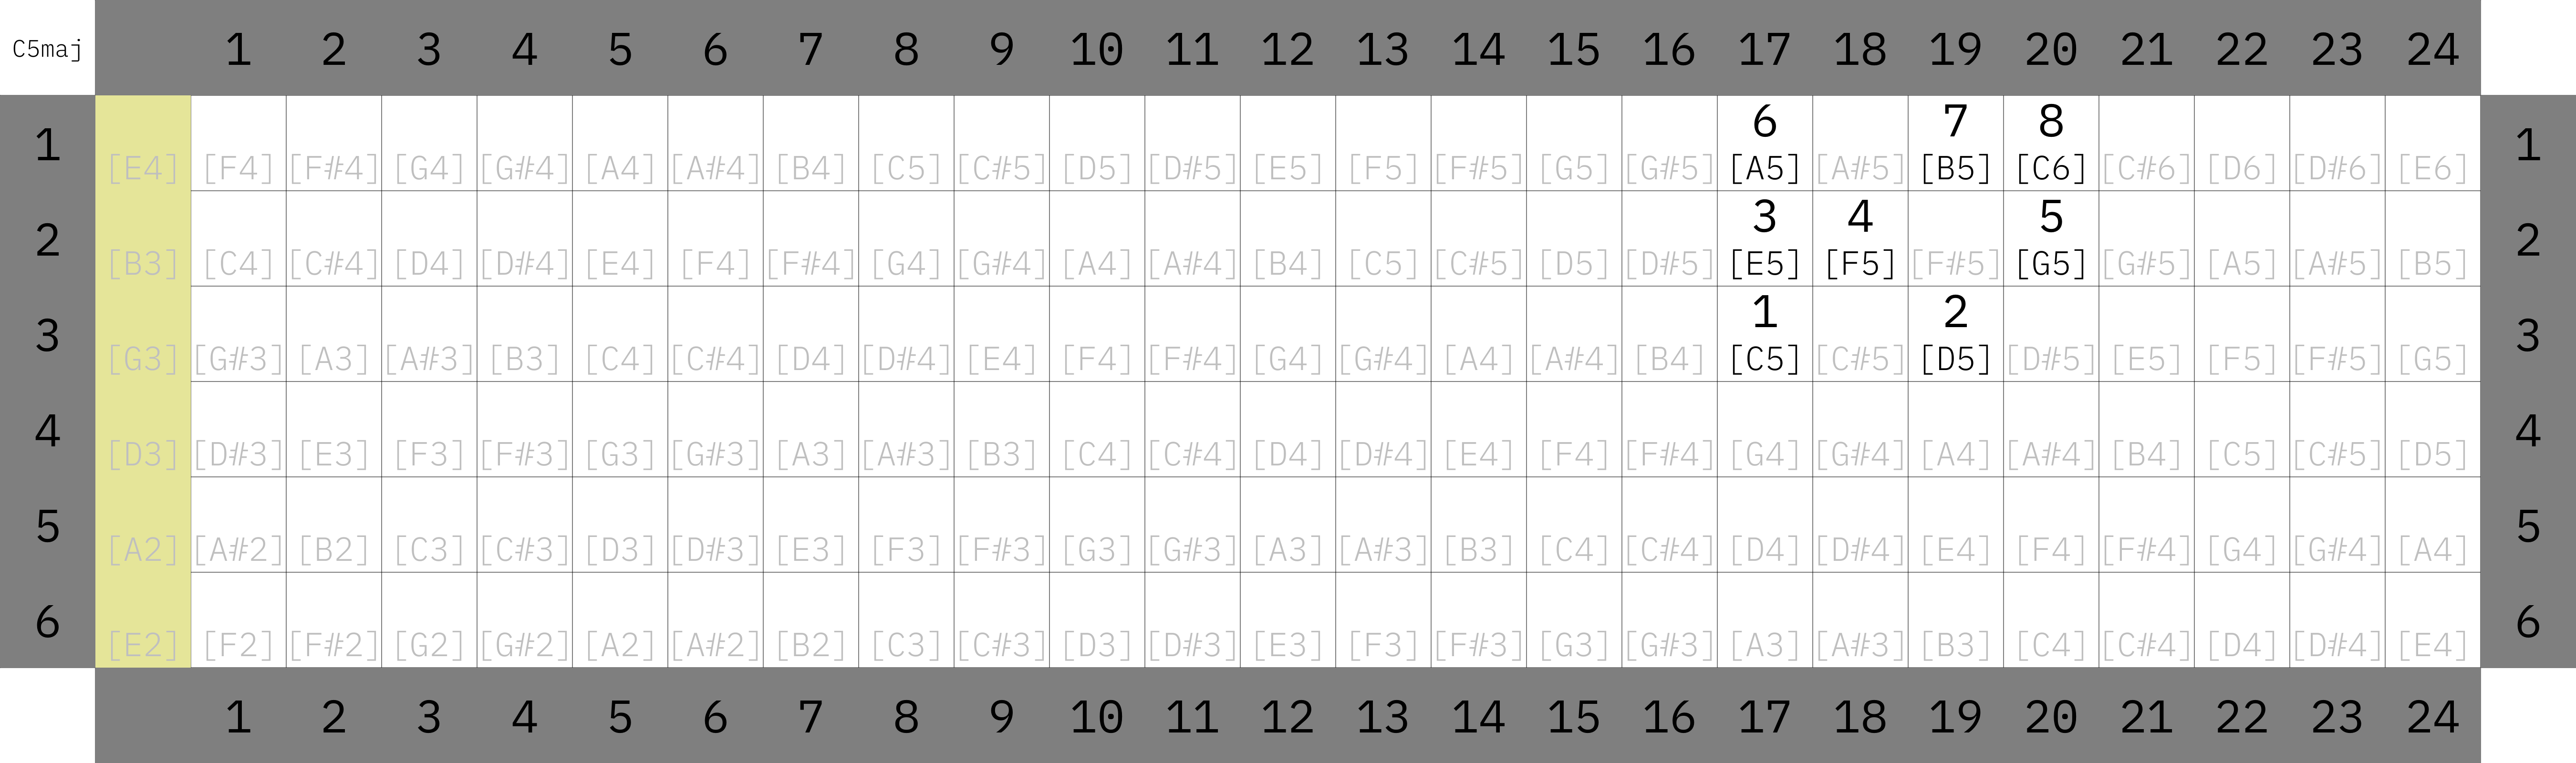 C5maj 1 2 3 4 5 6 7 8 9 10 11 12 13 14 15 16 17 18 19 20 21 22 23 24
6 7 8
1 [E4] [F4] [F#4] [G4] [G#4] [A4] [A#4] [B4] [C5] [C#5] [D5] [D#5] [E5] [F5] [F#5] [G5] [G#5] [A5] [A#5] [B5] [C6] [C#6] [D6] [D#6] [E6] 1
3 4 5
2 [B3] [C4] [C#4] [D4] [D#4] [E4] [F4] [F#4] [G4] [G#4] [A4] [A#4] [B4] [C5] [C#5] [D5] [D#5] [E5] [F5] [F#5] [G5] [G#5] [A5] [A#5] [B5] 2
1 2
3 [G3] [G#3] [A3] [A#3] [B3] [C4] [C#4] [D4] [D#4] [E4] [F4] [F#4] [G4] [G#4] [A4] [A#4] [B4] [C5] [C#5] [D5] [D#5] [E5] [F5] [F#5] [G5] 3
4 [D3] [D#3] [E3] [F3] [F#3] [G3] [G#3] [A3] [A#3] [B3] [C4] [C#4] [D4] [D#4] [E4] [F4] [F#4] [G4] [G#4] [A4] [A#4] [B4] [C5] [C#5] [D5] 4
5 [A2] [A#2] [B2] [C3] [C#3] [D3] [D#3] [E3] [F3] [F#3] [G3] [G#3] [A3] [A#3] [B3] [C4] [C#4] [D4] [D#4] [E4] [F4] [F#4] [G4] [G#4] [A4] 5
6 [E2] [F2] [F#2] [G2] [G#2] [A2] [A#2] [B2] [C3] [C#3] [D3] [D#3] [E3] [F3] [F#3] [G3] [G#3] [A3] [A#3] [B3] [C4] [C#4] [D4] [D#4] [E4] 6
1 2 3 4 5 6 7 8 9 10 11 12 13 14 15 16 17 18 19 20 21 22 23 24